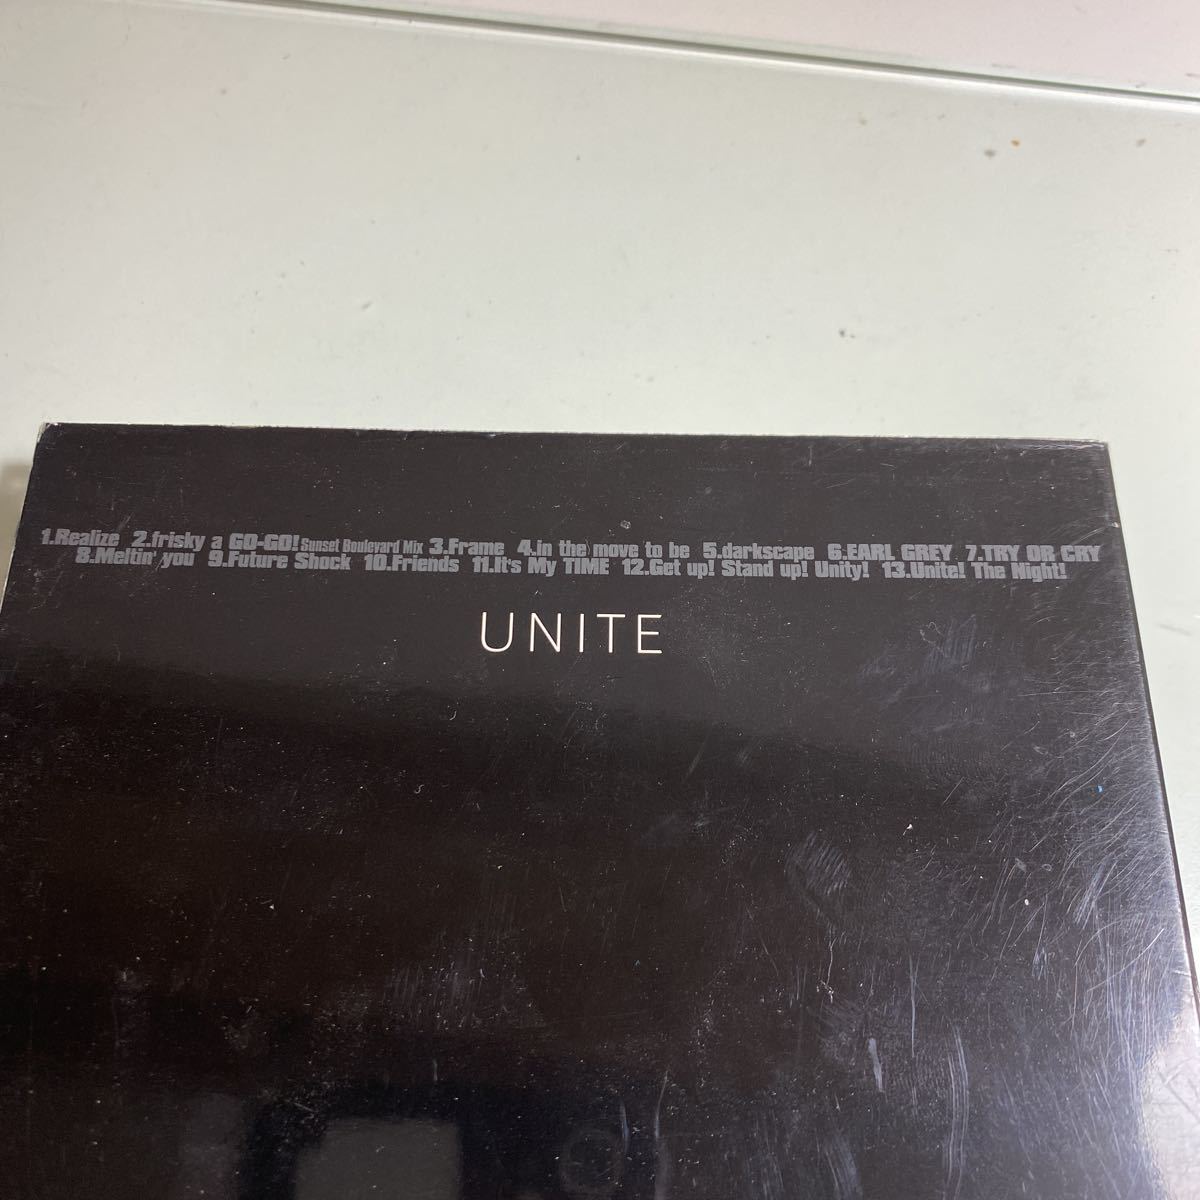 1.Realize 2.frisky a GO-GO! Sunset Boulevard Mix 3.Frame 4.in the move to be 5.darkscape 6.EARL GREY 7.TRY OR CRY
8.Meltin' you 9.Future Shock 10.Friends 11.It's My TIME 12.Get up! Stand up! Unity! 13.Unite! The Night!
UNITE